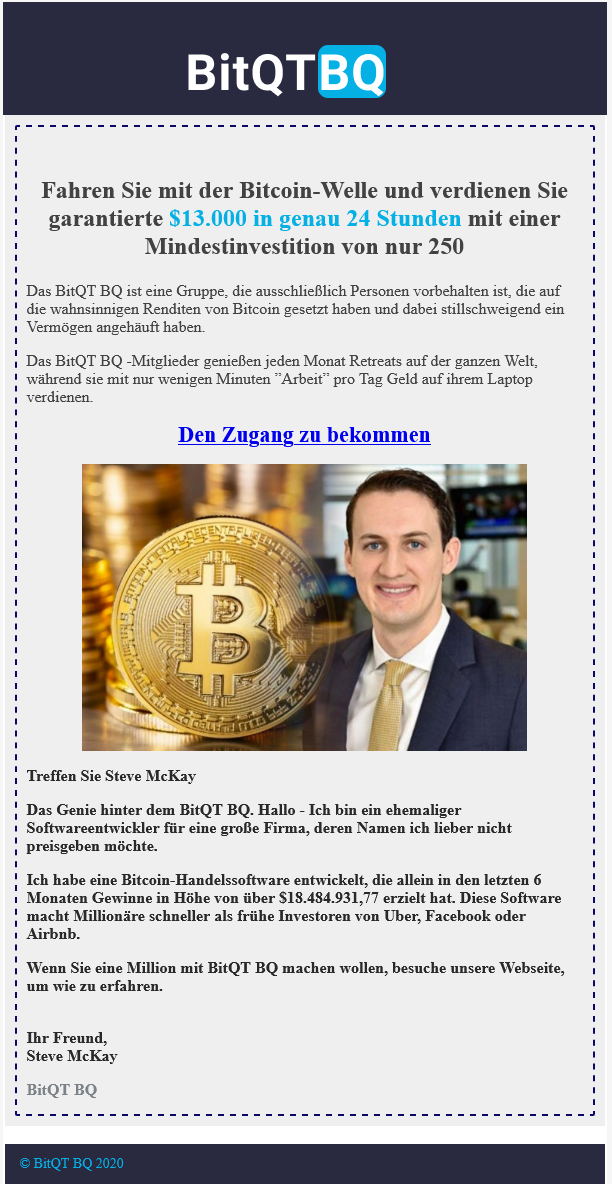 BitQTBQ
Fahren Sie mit der Bitcoin-Welle und verdienen Sie
garantierte $13.000 in genau 24 Stunden mit einer
Mindestinvestition von nur 250
Das BitQT BQ ist eine Gruppe, die ausschließlich Personen vorbehalten ist, die auf
die wahnsinnigen Renditen von Bitcoin gesetzt haben und dabei stillschweigend ein
Vermögen angehäuft haben.
Das BitQT BQ -Mitglieder genießen jeden Monat Retreats auf der ganzen Welt,
während sie mit nur wenigen Minuten ”Arbeit” pro Tag Geld auf ihrem Laptop
verdienen.
Den Zugang zu bekommen
Treffen Sie Steve McKay
Das Genie hinter dem BitQT BQ. Hallo - Ich bin ein ehemaliger
Softwareentwickler für eine große Firma, deren Namen ich lieber nicht
preisgeben möchte.
Ich habe eine Bitcoin-Handelssoftware entwickelt, die allein in den letzten 6
Monaten Gewinne in Höhe von über $18.484.931,77 erzielt hat. Diese Software
macht Millionäre schneller als frühe Investoren von Uber, Facebook oder
Airbnb.
Wenn Sie eine Million mit BitQT BQ machen wollen, besuche unsere Webseite,
um wie zu erfahren.
Ihr Freund,
Steve McKay
BitQT BQ
© BitQT BQ 2020